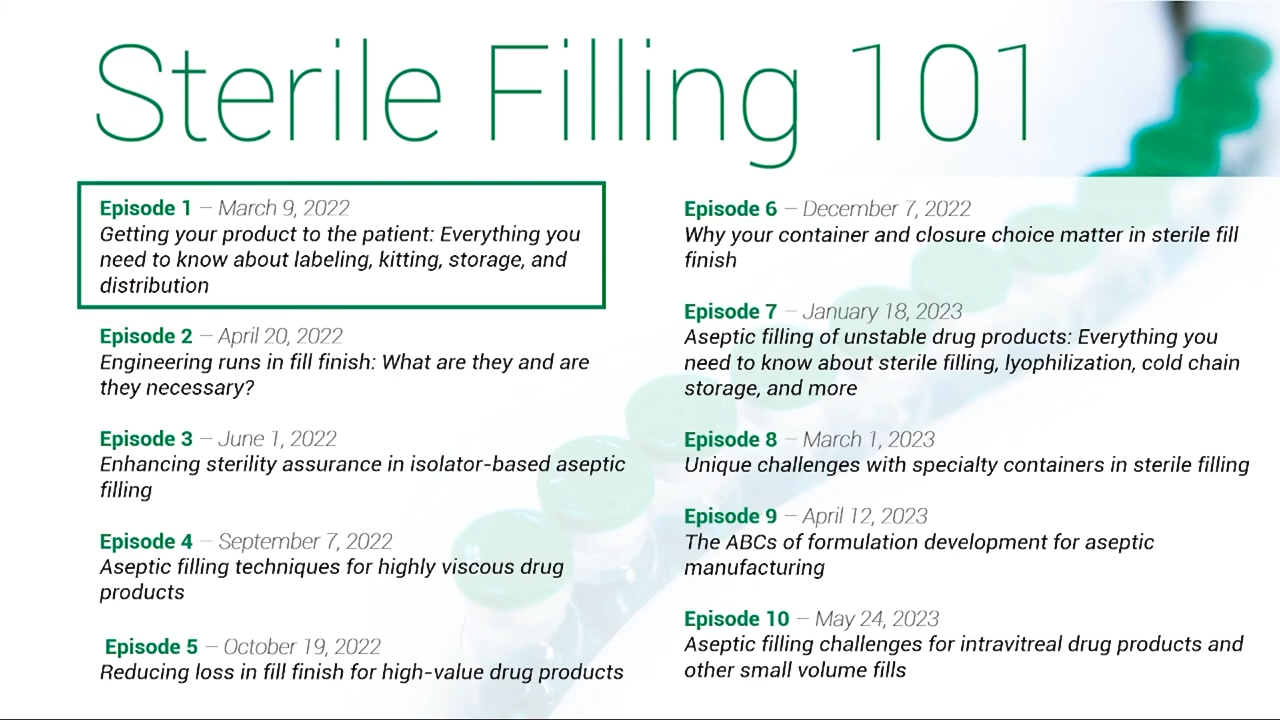 Sterile Filling 101
Episode 1 – March 9, 2022
Getting your product to the patient: Everything you
need to know about labeling, kitting, storage, and
distribution
Episode 2 – April 20, 2022
Engineering runs in fill finish: What are they and are
they necessary?
Episode 3 – June 1, 2022
Enhancing sterility assurance in isolator-based aseptic
filling
Episode 4 – September 7, 2022
Aseptic filling techniques for highly viscous drug
products
Episode 5 – October 19, 2022
Reducing loss in fill finish for high-value drug products
Episode 6 – December 7, 2022
Why your container and closure choice matter in sterile fill
finish
Episode 7 – January 18, 2023
Aseptic filling of unstable drug products: Everything you
need to know about sterile filling, lyophilization, cold chain
storage, and more
Episode 8 – March 1, 2023
Unique challenges with specialty containers in sterile filling
Episode 9 – April 12, 2023
The ABCs of formulation development for aseptic
manufacturing
Episode 10 – May 24, 2023
Aseptic filling challenges for intravitreal drug products and
other small volume fills